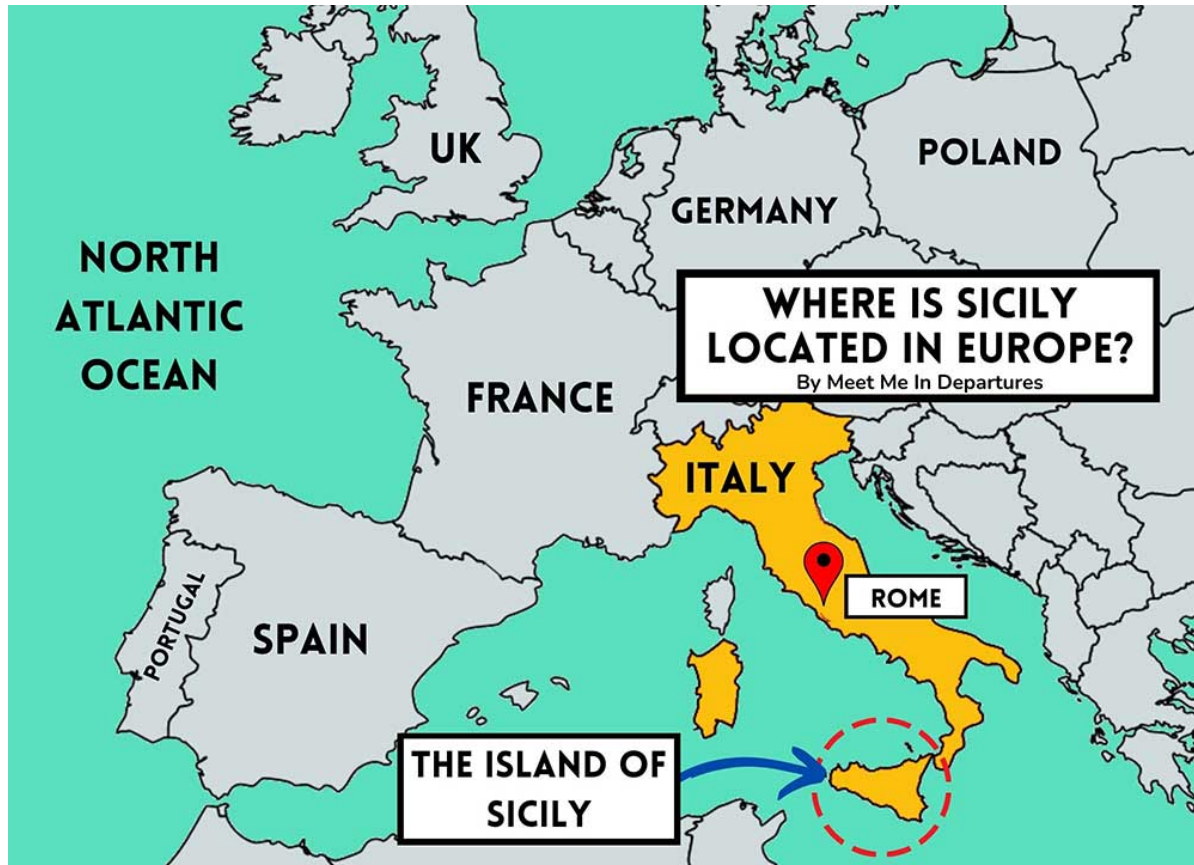 UK
POLAND
GERMANY
NORTH
ATLANTIC
OCEAN
WHERE IS SICILY
LOCATED IN EUROPE?
By Meet Me In Departures
FRANCE
ITALY
ROME
PORTUGAL
SPAIN
THE ISLAND OF
SICILY